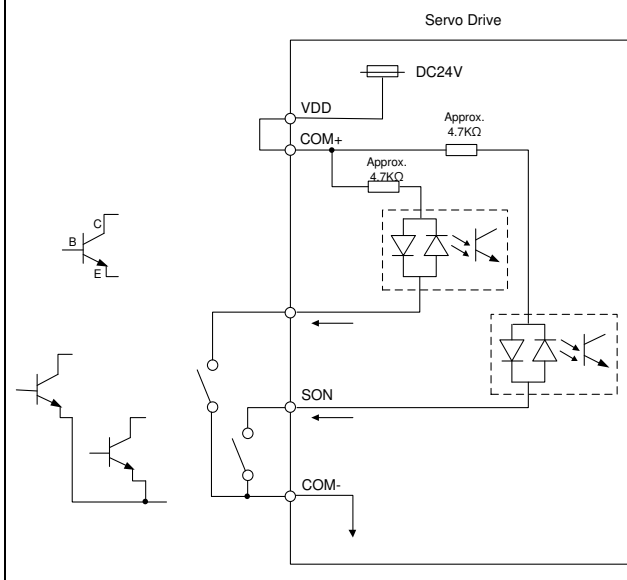 Servo Drive
DC24V
VDD
Approx.
4.7KΩ
COM+
Approx.
4.7KΩ
C
B
E
SON
COM-